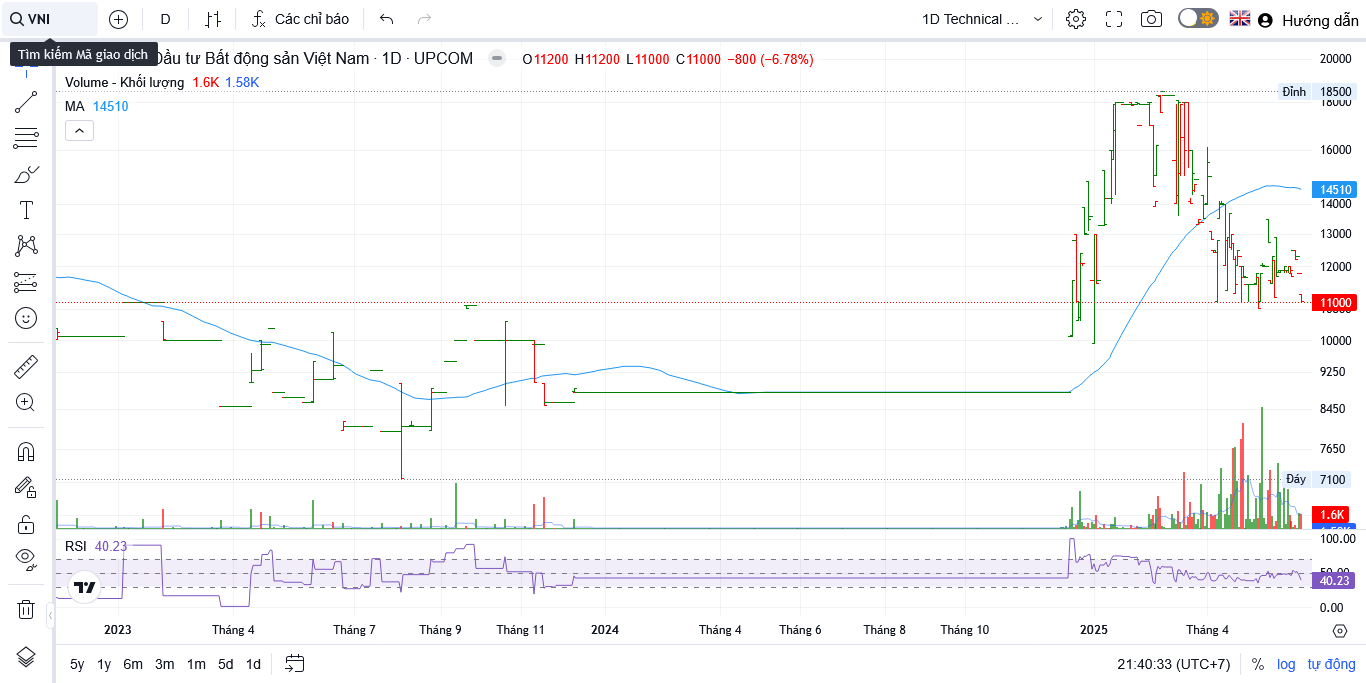 VNI D Các chỉ báo 1D Technical ... Hướng dẫn
Tìm kiếm Mã giao dịch
Đầu tư Bất động sản Việt Nam · 1D · UPCOM O11200 H11200 L11000 C11000 −800 (−6.78%)
Volume - Khối lượng 1.6K 1.58K
MA 14510
20000
Đỉnh 18500
18000
16000
14510
14000
13000
12000
11000
10000
9250
8450
7650
Đáy 7100
1.6K
RSI 40.23
100.00
50.00
40.23
0.00
2023 Tháng 4 Tháng 7 Tháng 9 Tháng 11 2024 Tháng 4 Tháng 6 Tháng 8 Tháng 10 2025 Tháng 4
5y 1y 6m 3m 1m 5d 1d 21:40:33 (UTC+7) % log tự động